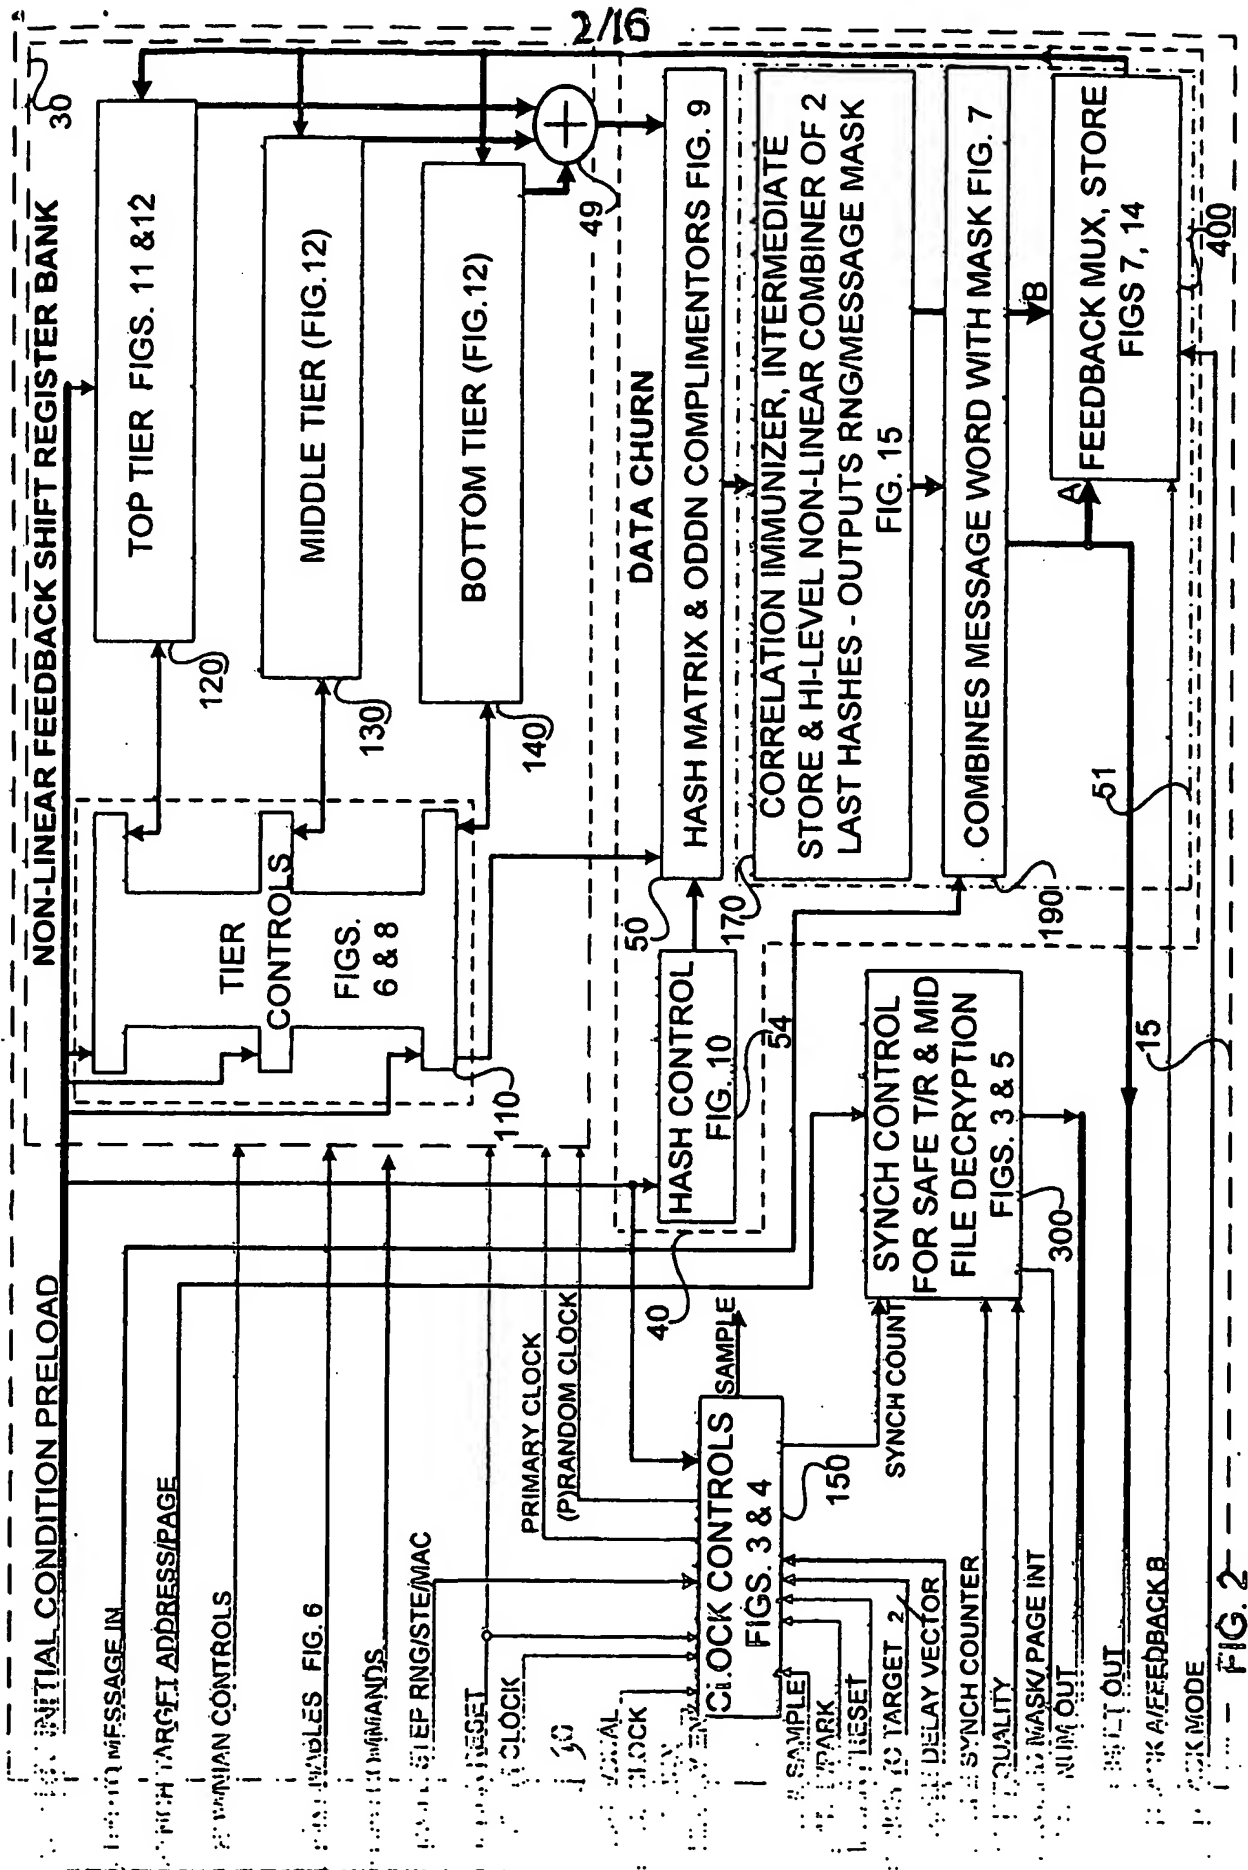 2/16
30
NON-LINEAR FEEDBACK SHIFT REGISTER BANK
INITIAL CONDITION PRELOAD
TOP TIER FIGS. 11 &12
120
MIDDLE TIER (FIG.12)
130
BOTTOM TIER (FIG.12)
140
49
TIER
CONTROLS
FIGS.
6 & 8
110
DATA CHURN
HASH MATRIX & ODDN COMPLIMENTORS FIG. 9
50
CORRELATION IMMUNIZER, INTERMEDIATE
STORE & HI-LEVEL NON-LINEAR COMBINER OF 2
LAST HASHES - OUTPUTS RNG/MESSAGE MASK
FIG. 15
170
COMBINES MESSAGE WORD WITH MASK FIG. 7
190
A
B
FEEDBACK MUX, STORE
FIGS 7, 14
400
51
15
HASH CONTROL
FIG. 10
54
40
SYNCH CONTROL
FOR SAFE T/R & MID
FILE DECRYPTION
FIGS. 3 & 5
300
PRIMARY CLOCK
(P)RANDOM CLOCK
SAMPLE
CLOCK CONTROLS
FIGS. 3 & 4
150
SYNCH COUNT
MESSAGE IN
TARGET ADDRESS/PAGE
CONTROLS
FIG. 6
RNG/STE/MAC
CLOCK
SAMPLE
TO TARGET 2
DELAY VECTOR
SYNCH COUNTER
MASK/ PAGE INT
NUM OUT
OUT
A/FEEDBACK B
MODE
FIG. 2